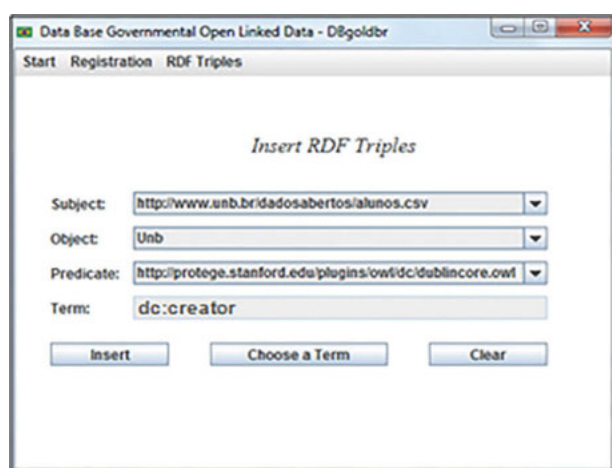 Data Base Governmental Open Linked Data - DBgoldbr
Start Registration RDF Triples
Insert RDF Triples
Subject: http://www.unb.br/dadosabertos/alunos.csv
Object: Unb
Predicate: http://protege.stanford.edu/plugins/owl/dc/dublincore.owl
Term: dc:creator
Insert Choose a Term Clear